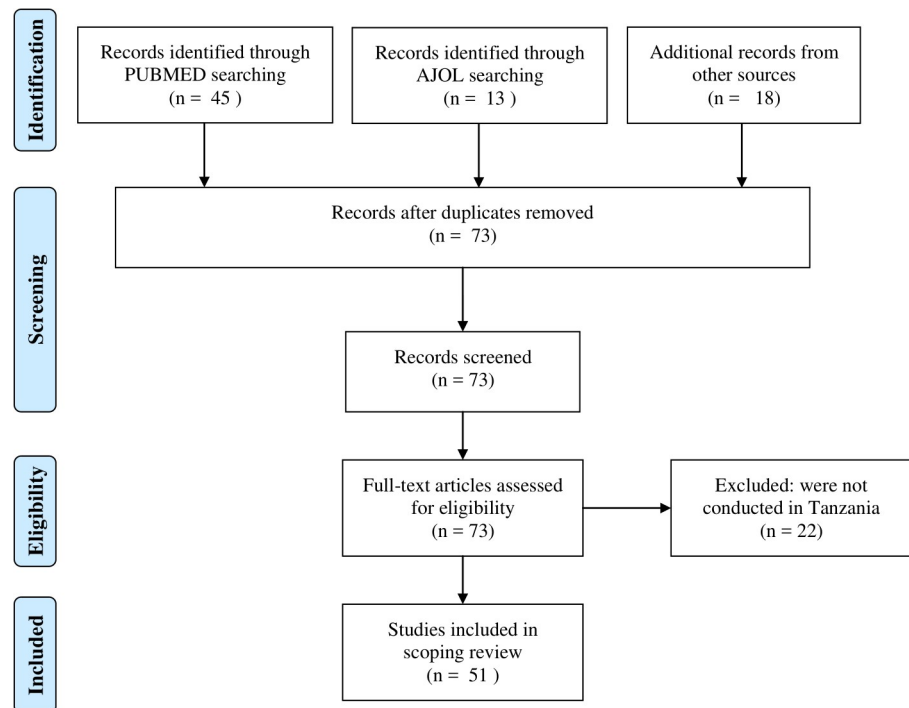 Identification
Records identified through
PUBMED searching
(n = 45 )
Records identified through
AJOL searching
(n = 13 )
Additional records from
other sources
(n = 18)
Screening
Records after duplicates removed
(n = 73)
Records screened
(n = 73)
Eligibility
Full-text articles assessed
for eligibility
(n = 73)
Excluded: were not
conducted in Tanzania
(n = 22)
Included
Studies included in
scoping review
(n = 51 )